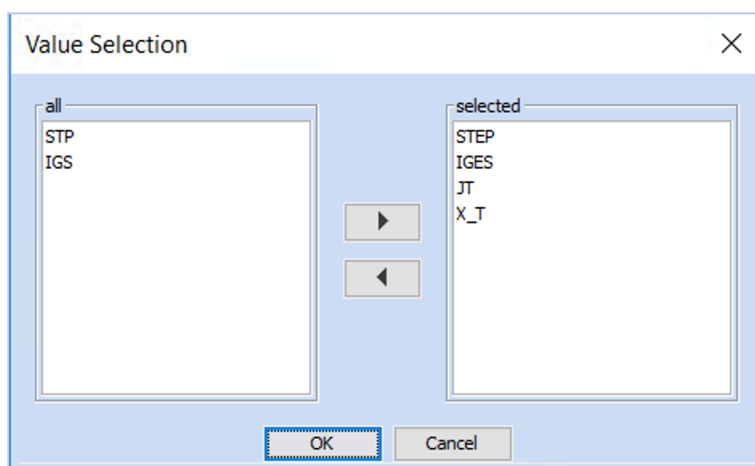 Value Selection
all
STP
IGS
selected
STEP
IGES
JT
X_T
OK
Cancel